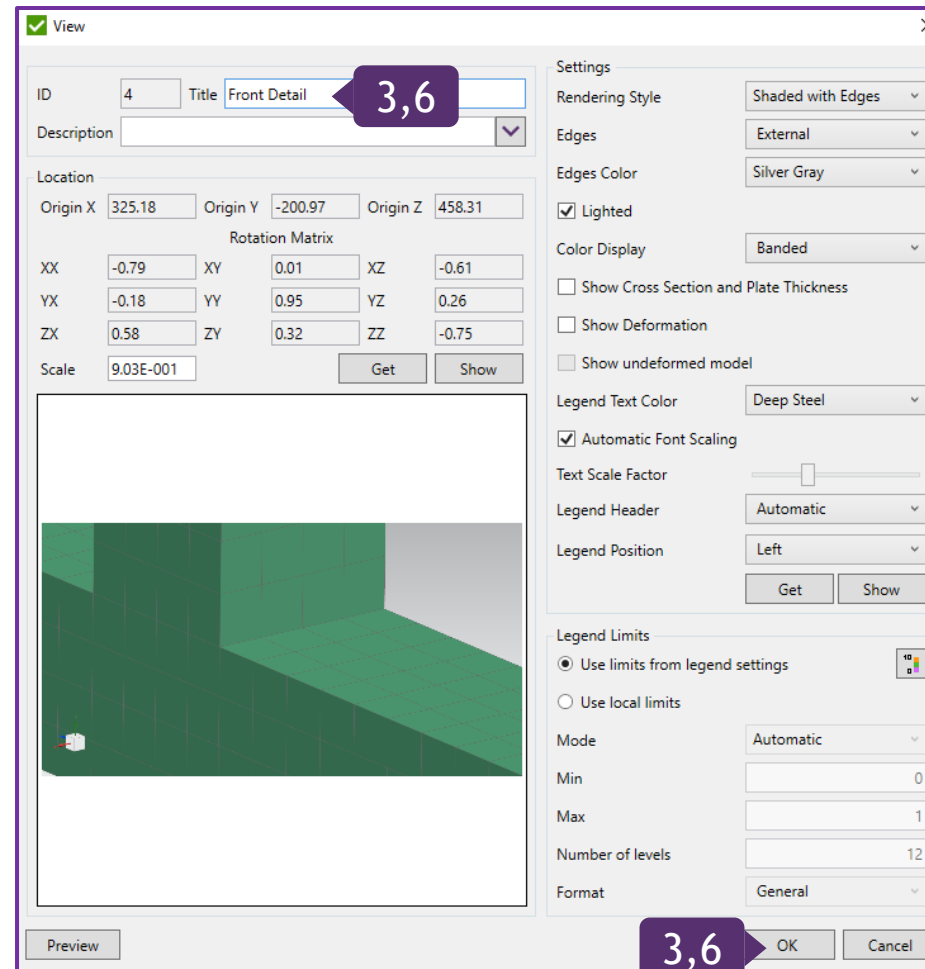 View
ID 4 Title Front Detail 3,6
Description
Location
Origin X 325.18 Origin Y -200.97 Origin Z 458.31
Rotation Matrix
XX -0.79 XY 0.01 XZ -0.61
YX -0.18 YY 0.95 YZ 0.26
ZX 0.58 ZY 0.32 ZZ -0.75
Scale 9.03E-001 Get Show
Preview
Settings
Rendering Style Shaded with Edges
Edges External
Edges Color Silver Gray
Lighted
Color Display Banded
Show Cross Section and Plate Thickness
Show Deformation
Show undeformed model
Legend Text Color Deep Steel
Automatic Font Scaling
Text Scale Factor
Legend Header Automatic
Legend Position Left
Get Show
Legend Limits
Use limits from legend settings
Use local limits
Mode Automatic
Min 0
Max 1
Number of levels 12
Format General
3,6 OK Cancel